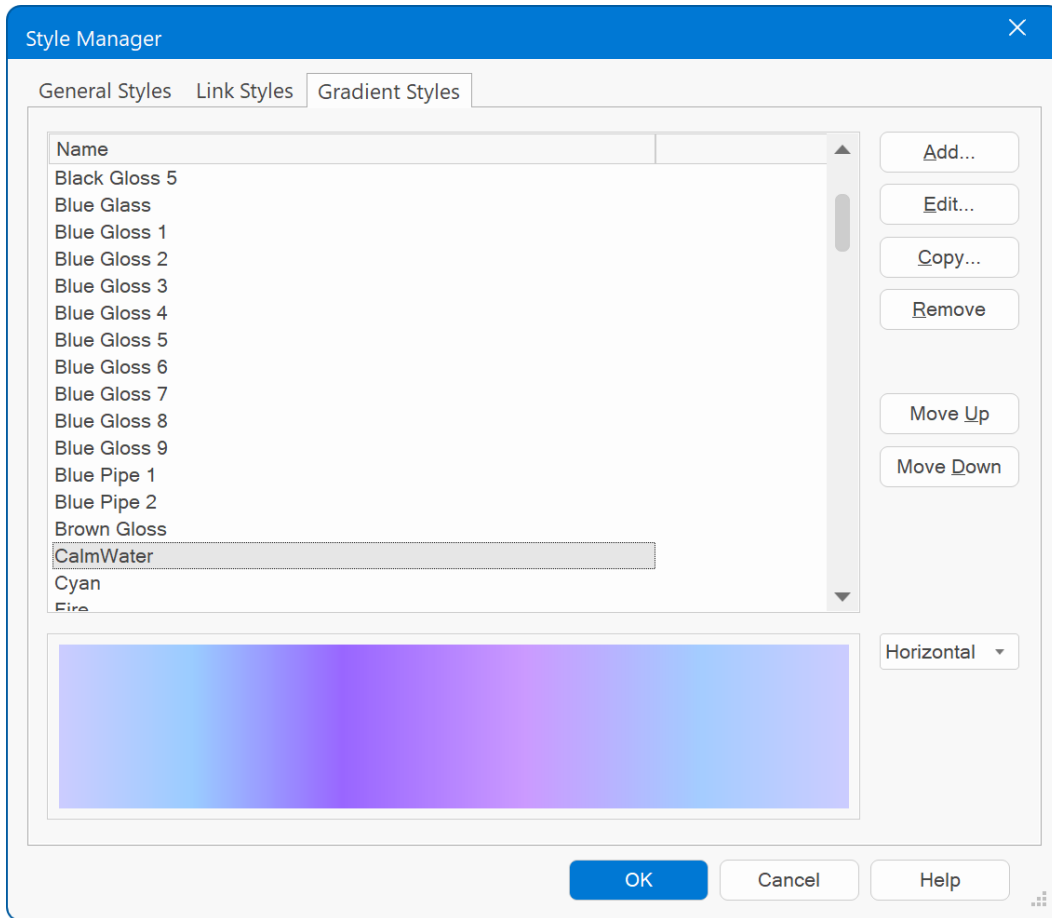 Style Manager
General Styles Link Styles Gradient Styles
Name
Black Gloss 5
Blue Glass
Blue Gloss 1
Blue Gloss 2
Blue Gloss 3
Blue Gloss 4
Blue Gloss 5
Blue Gloss 6
Blue Gloss 7
Blue Gloss 8
Blue Gloss 9
Blue Pipe 1
Blue Pipe 2
Brown Gloss
CalmWater
Cyan
Fire
Add...
Edit...
Copy...
Remove
Move Up
Move Down
Horizontal
OK Cancel Help